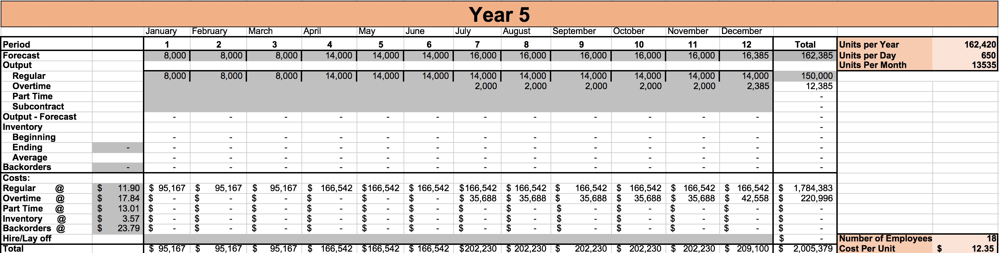 Year 5
January February March April May June July August September October November December
Period 1 2 3 4 5 6 7 8 9 10 11 12 Total Units per Year 162,420
Forecast 8,000 8,000 8,000 14,000 14,000 14,000 16,000 16,000 16,000 16,000 16,000 16,385 162,385 Units per Day 650
Output Units Per Month 13535
Regular 8,000 8,000 8,000 14,000 14,000 14,000 14,000 14,000 14,000 14,000 14,000 14,000 150,000
Overtime 2,000 2,000 2,000 2,000 2,000 2,385 12,385
Part Time -
Subcontract -
Output - Forecast - - - - - - - - - - - - -
Inventory -
Beginning - - - - - - - - - - - - -
Ending - - - - - - - - - - - - - -
Average - - - - - - - - - - - - -
Backorders - - - - - - - - - - - - - -
Costs:
Regular @ $ 11.90 $ 95,167 $ 95,167 $ 95,167 $ 166,542 $166,542 $ 166,542 $166,542 $ 166,542 $ 166,542 $ 166,542 $ 166,542 $ 166,542 $ 1,784,383
Overtime @ $ 17.84 $ - $ - $ - $ - $ - $ - $ 35,688 $ 35,688 $ 35,688 $ 35,688 $ 35,688 $ 42,558 $ 220,996
Part Time @ $ 13.01 $ - $ - $ - $ - $ - $ - $ - $ - $ - $ - $ - $ - $ -
Inventory @ $ 3.57 $ - $ - $ - $ - $ - $ - $ - $ - $ - $ - $ - $ - $ -
Backorders @ $ 23.79 $ - $ - $ - $ - $ - $ - $ - $ - $ - $ - $ - $ - $ -
Hire/Lay off $ - Number of Employees 18
Total $ 95,167 $ 95,167 $ 95,167 $ 166,542 $166,542 $ 166,542 $202,230 $ 202,230 $ 202,230 $ 202,230 $ 202,230 $ 209,100 $ 2,005,379 Cost Per Unit $ 12.35